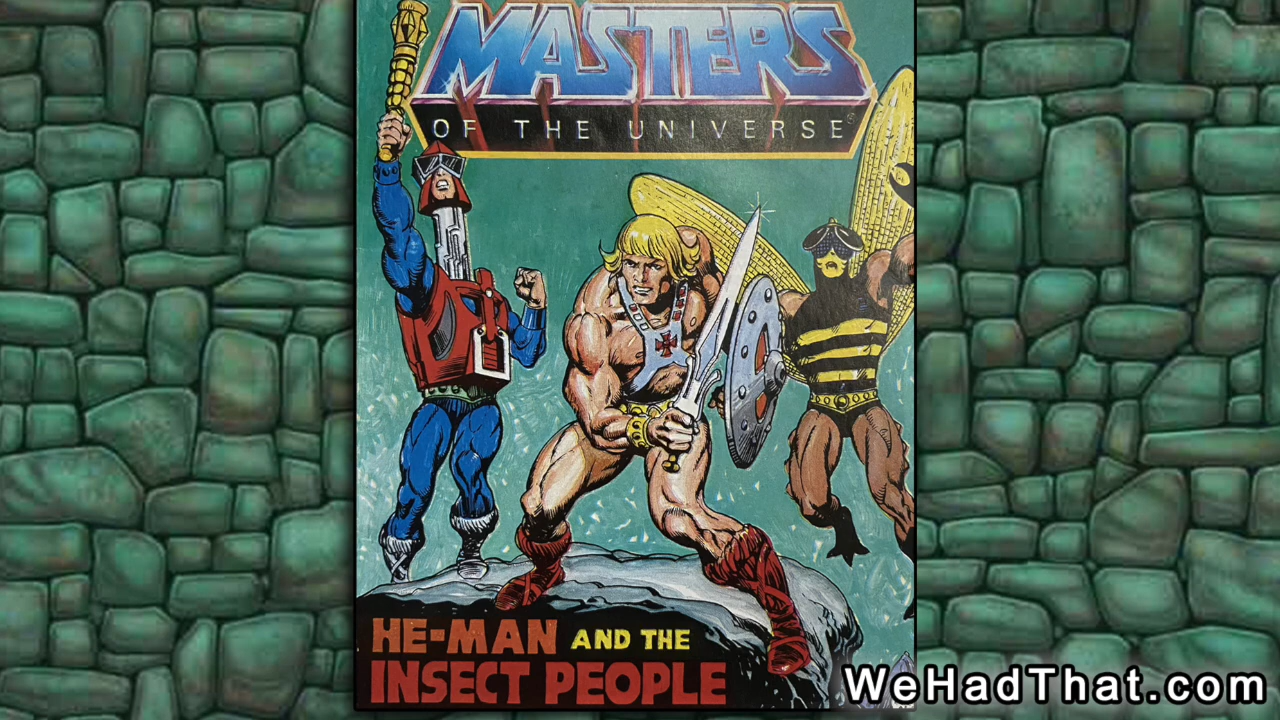 MASTERS
OF THE UNIVERSE
HE-MAN AND THE
INSECT PEOPLE
WeHadThat.com